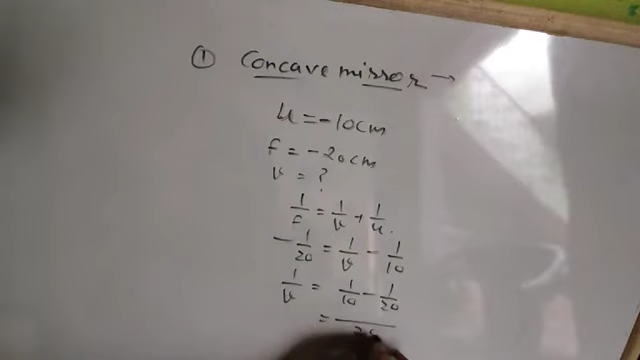 ① Concave mirror →
u = -10cm
f = -20cm
v = ?
1/f = 1/v + 1/u.
-1/20 = 1/v - 1/10
1/v = 1/10 - 1/20
=